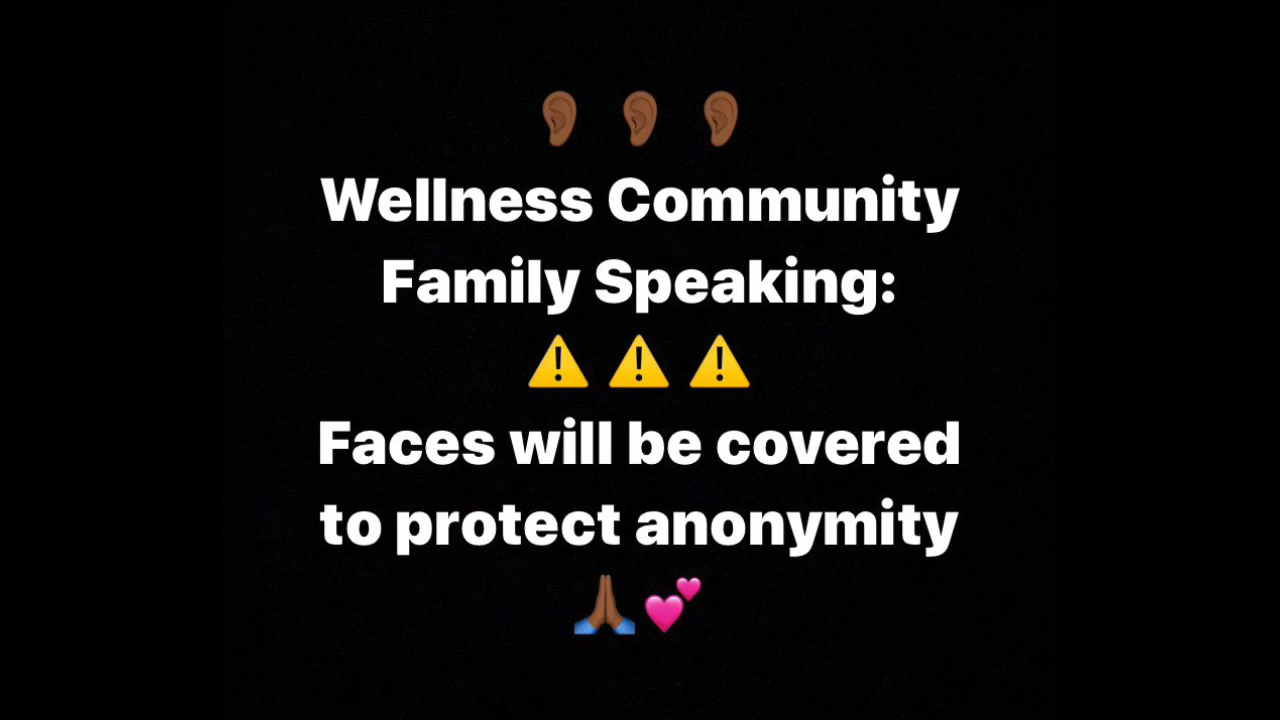 👂🏾 👂🏾 👂🏾
Wellness Community
Family Speaking:
⚠️ ⚠️ ⚠️
Faces will be covered
to protect anonymity
🙏🏾💕